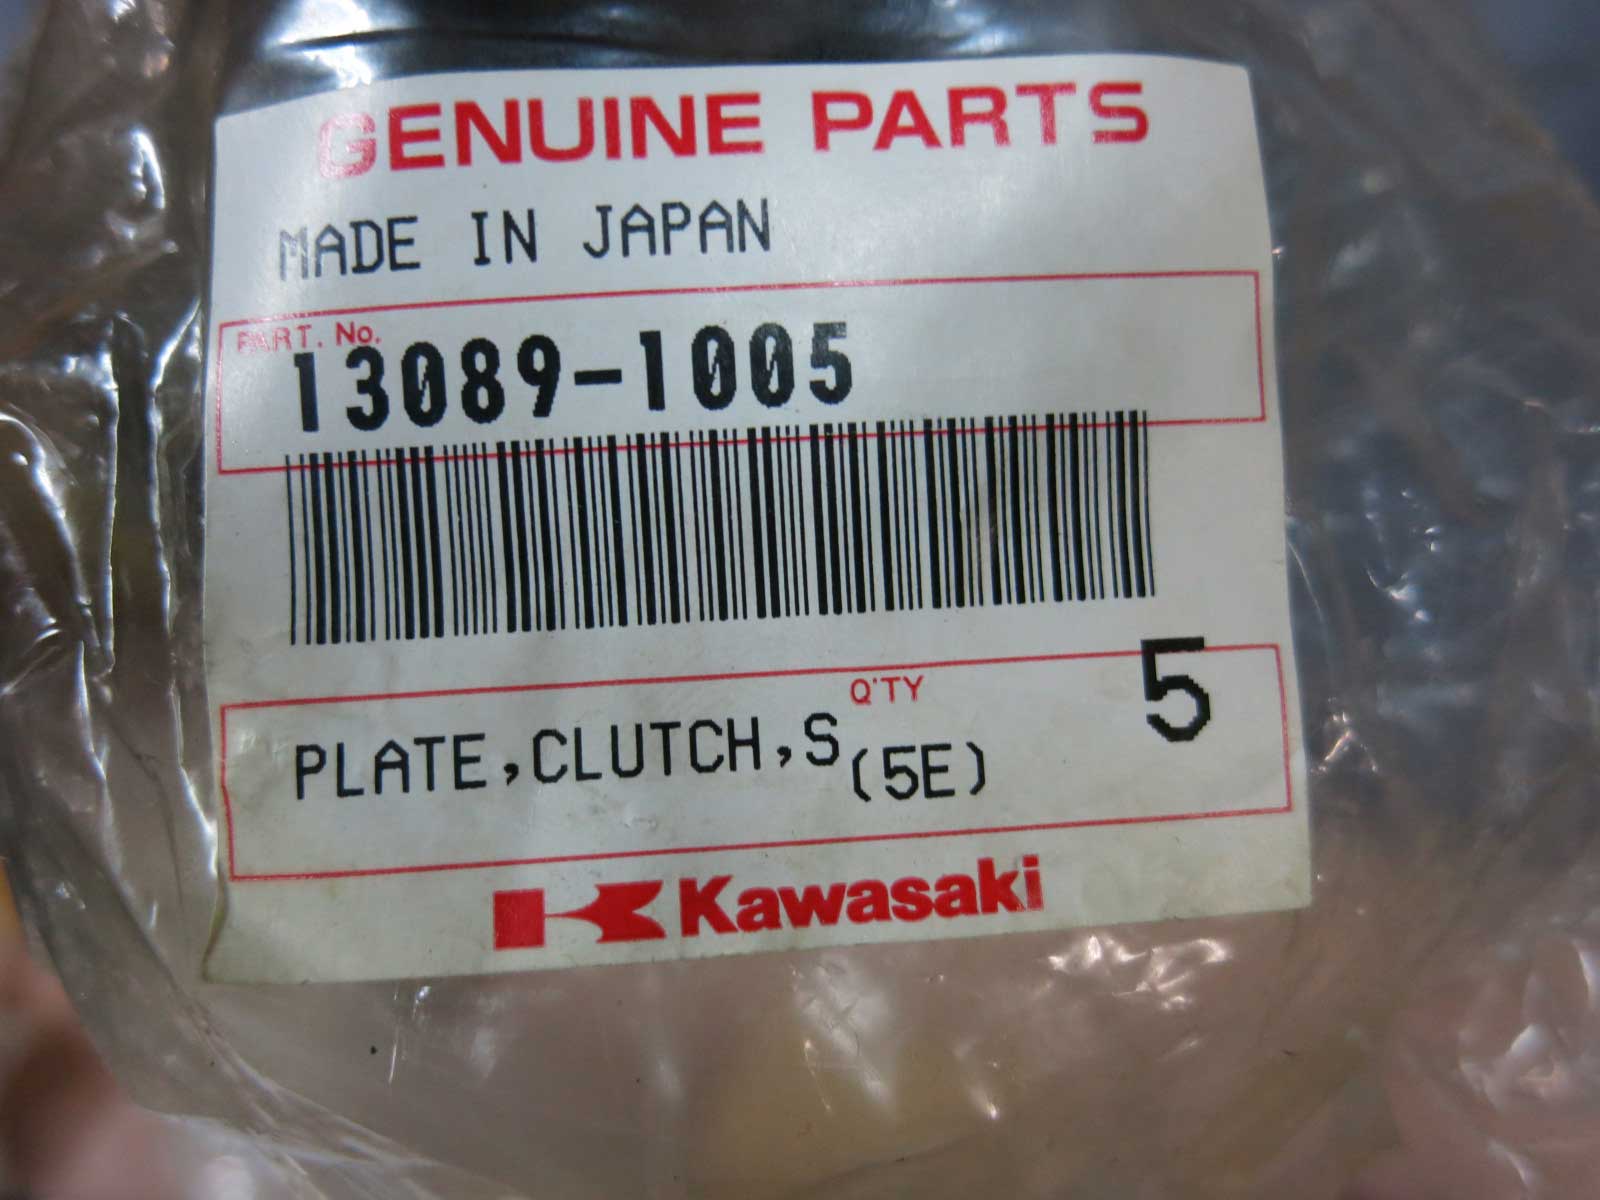 GENUINE PARTS
MADE IN JAPAN
PART. No.
13089-1005
Q'TY
5
PLATE,CLUTCH,S
(5E)
Kawasaki